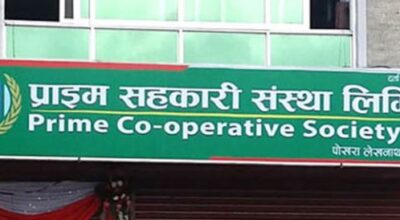 प्राइम सहकारी संस्था
Prime Co-operative Society
पोखरा लेखनाथ